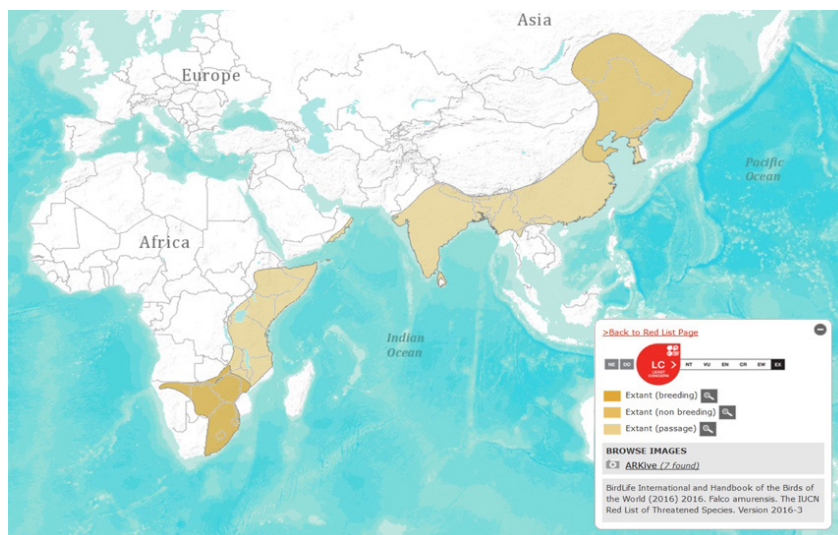 Asia
Europe
Pacific
Ocean
Africa
Indian
Ocean
>Back to Red List Page
NE DD LC LEAST CONCERN NT VU EN CR EW EX
Extant (breeding)
Extant (non breeding)
Extant (passage)
BROWSE IMAGES
ARKive (7 found)
BirdLife International and Handbook of the Birds of
the World (2016) 2016. Falco amurensis. The IUCN
Red List of Threatened Species. Version 2016-3